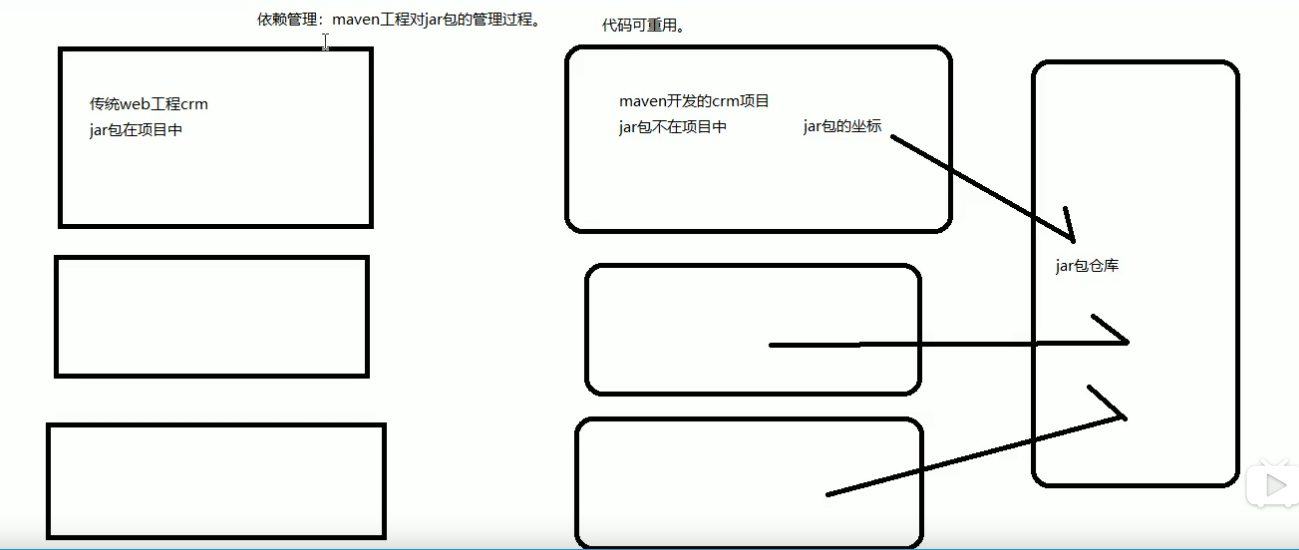 依赖管理：maven工程对jar包的管理过程。
代码可重用。
传统web工程crm
jar包在项目中
maven开发的crm项目
jar包不在项目中
jar包的坐标
jar包仓库